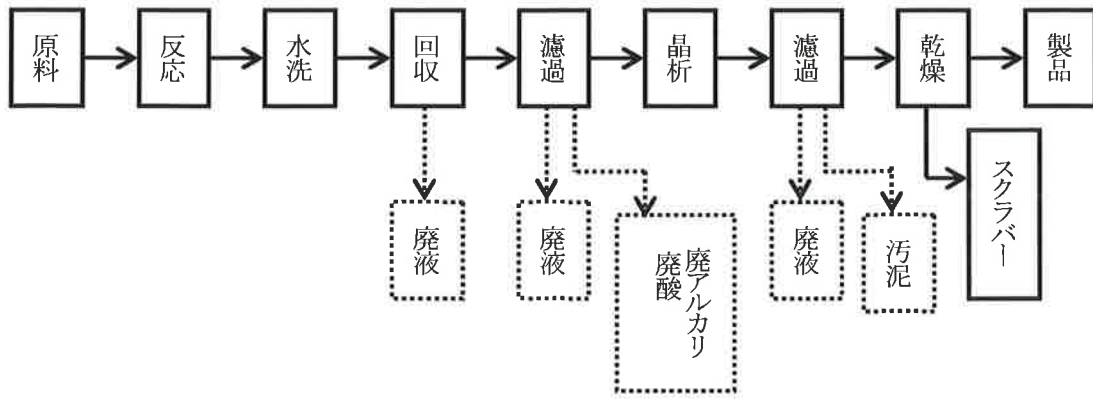 原料
反応
水洗
回収
濾過
晶析
濾過
乾燥
製品
廃液
廃液
廃アルカリ
廃酸
廃液
汚泥
スクラバー